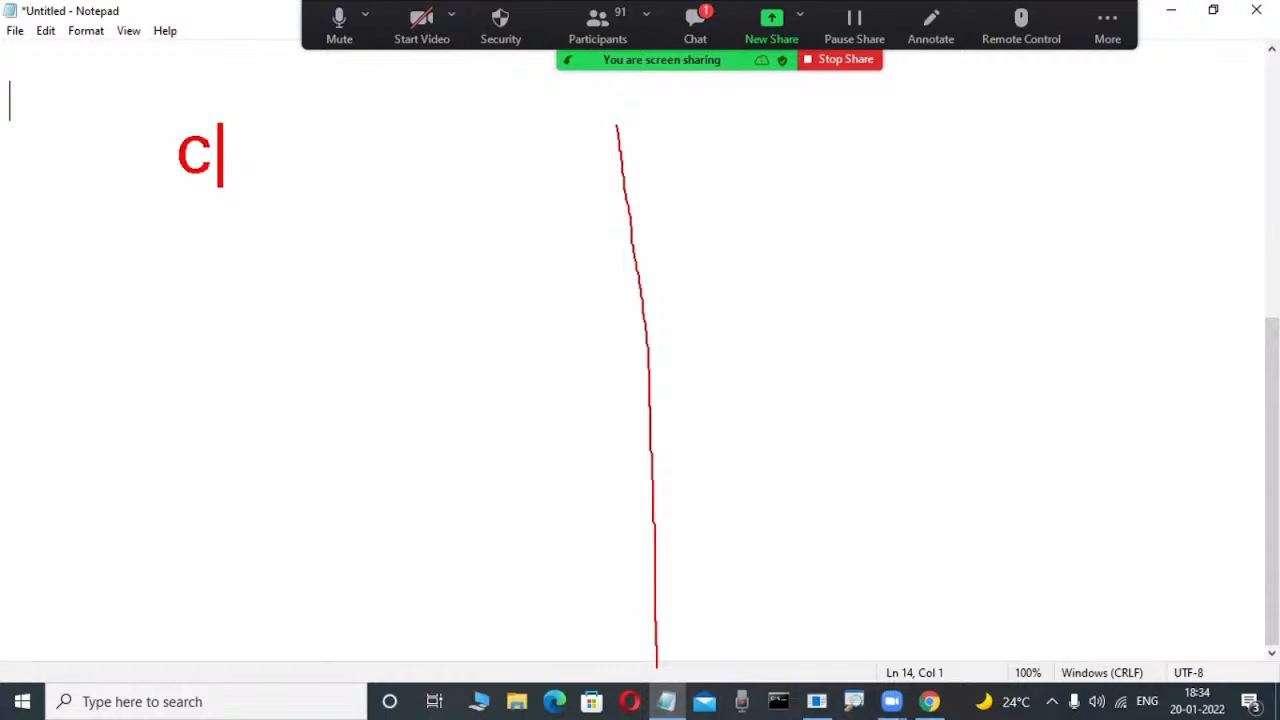 *Untitled - Notepad
File Edit Format View Help
Mute Start Video Security Participants 91 Chat 1 New Share Pause Share Annotate Remote Control More
You are screen sharing Stop Share
c
Ln 14, Col 1 100% Windows (CRLF) UTF-8
Type here to search
24°C ENG 18:34
20-01-2022 3